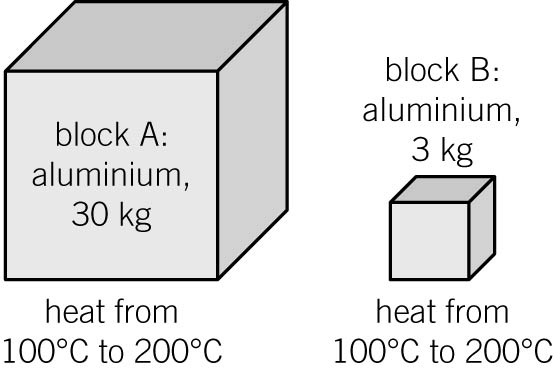 block A:
aluminium,
30 kg
heat from
100°C to 200°C
block B:
aluminium,
3 kg
heat from
100°C to 200°C